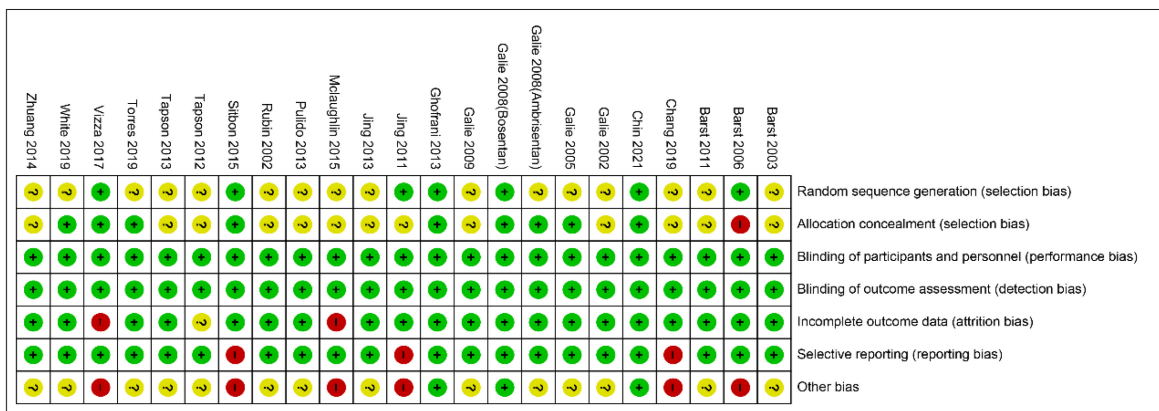 Zhuang 2014
White 2019
Vizza 2017
Torres 2019
Tapson 2013
Tapson 2012
Sitbon 2015
Rubin 2002
Pulido 2013
Mclaughlin 2015
Jing 2013
Jing 2011
Ghofrani 2013
Galie 2009
Galie 2008(Bosentan)
Galie 2008(Ambrisentan)
Galie 2005
Galie 2002
Chin 2021
Chang 2019
Barst 2011
Barst 2006
Barst 2003
? ? + ? ? ? + ? ? ? ? + + ? + ? ? ? + ? ? + ? Random sequence generation (selection bias)
? + + + ? ? + ? ? ? ? ? + ? + + + ? + ? ? – ? Allocation concealment (selection bias)
+ + + + + + + + + + + + + + + + + + + + + + + Blinding of participants and personnel (performance bias)
+ + + + + + + + + + + + + + + + + + + + + + + Blinding of outcome assessment (detection bias)
+ + – + + ? + + + – + + + + + + + + + + + + + Incomplete outcome data (attrition bias)
+ + + + + + – + + + + – + + + + + + + – + + + Selective reporting (reporting bias)
? ? – ? ? ? – ? ? – ? – + ? + ? ? ? + – ? – ? Other bias